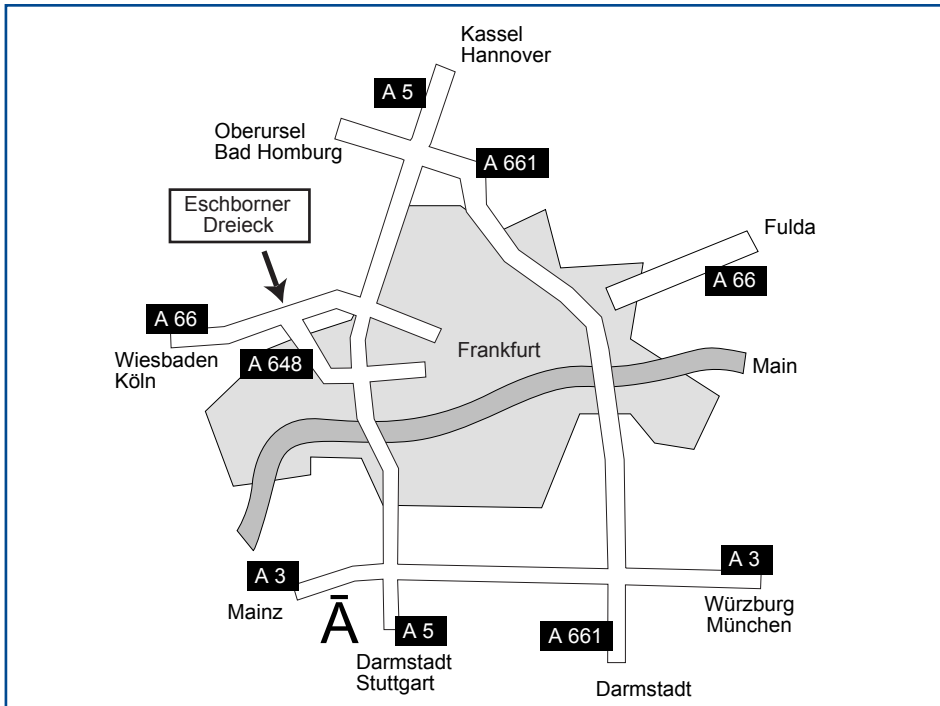 Kassel
Hannover
A 5
Oberursel
Bad Homburg
A 661
Eschborner
Dreieck
Fulda
A 66
A 66
Wiesbaden
Köln
A 648
Frankfurt
Main
A 3
Mainz
Ā
A 5
Darmstadt
Stuttgart
A 661
Darmstadt
A 3
Würzburg
München